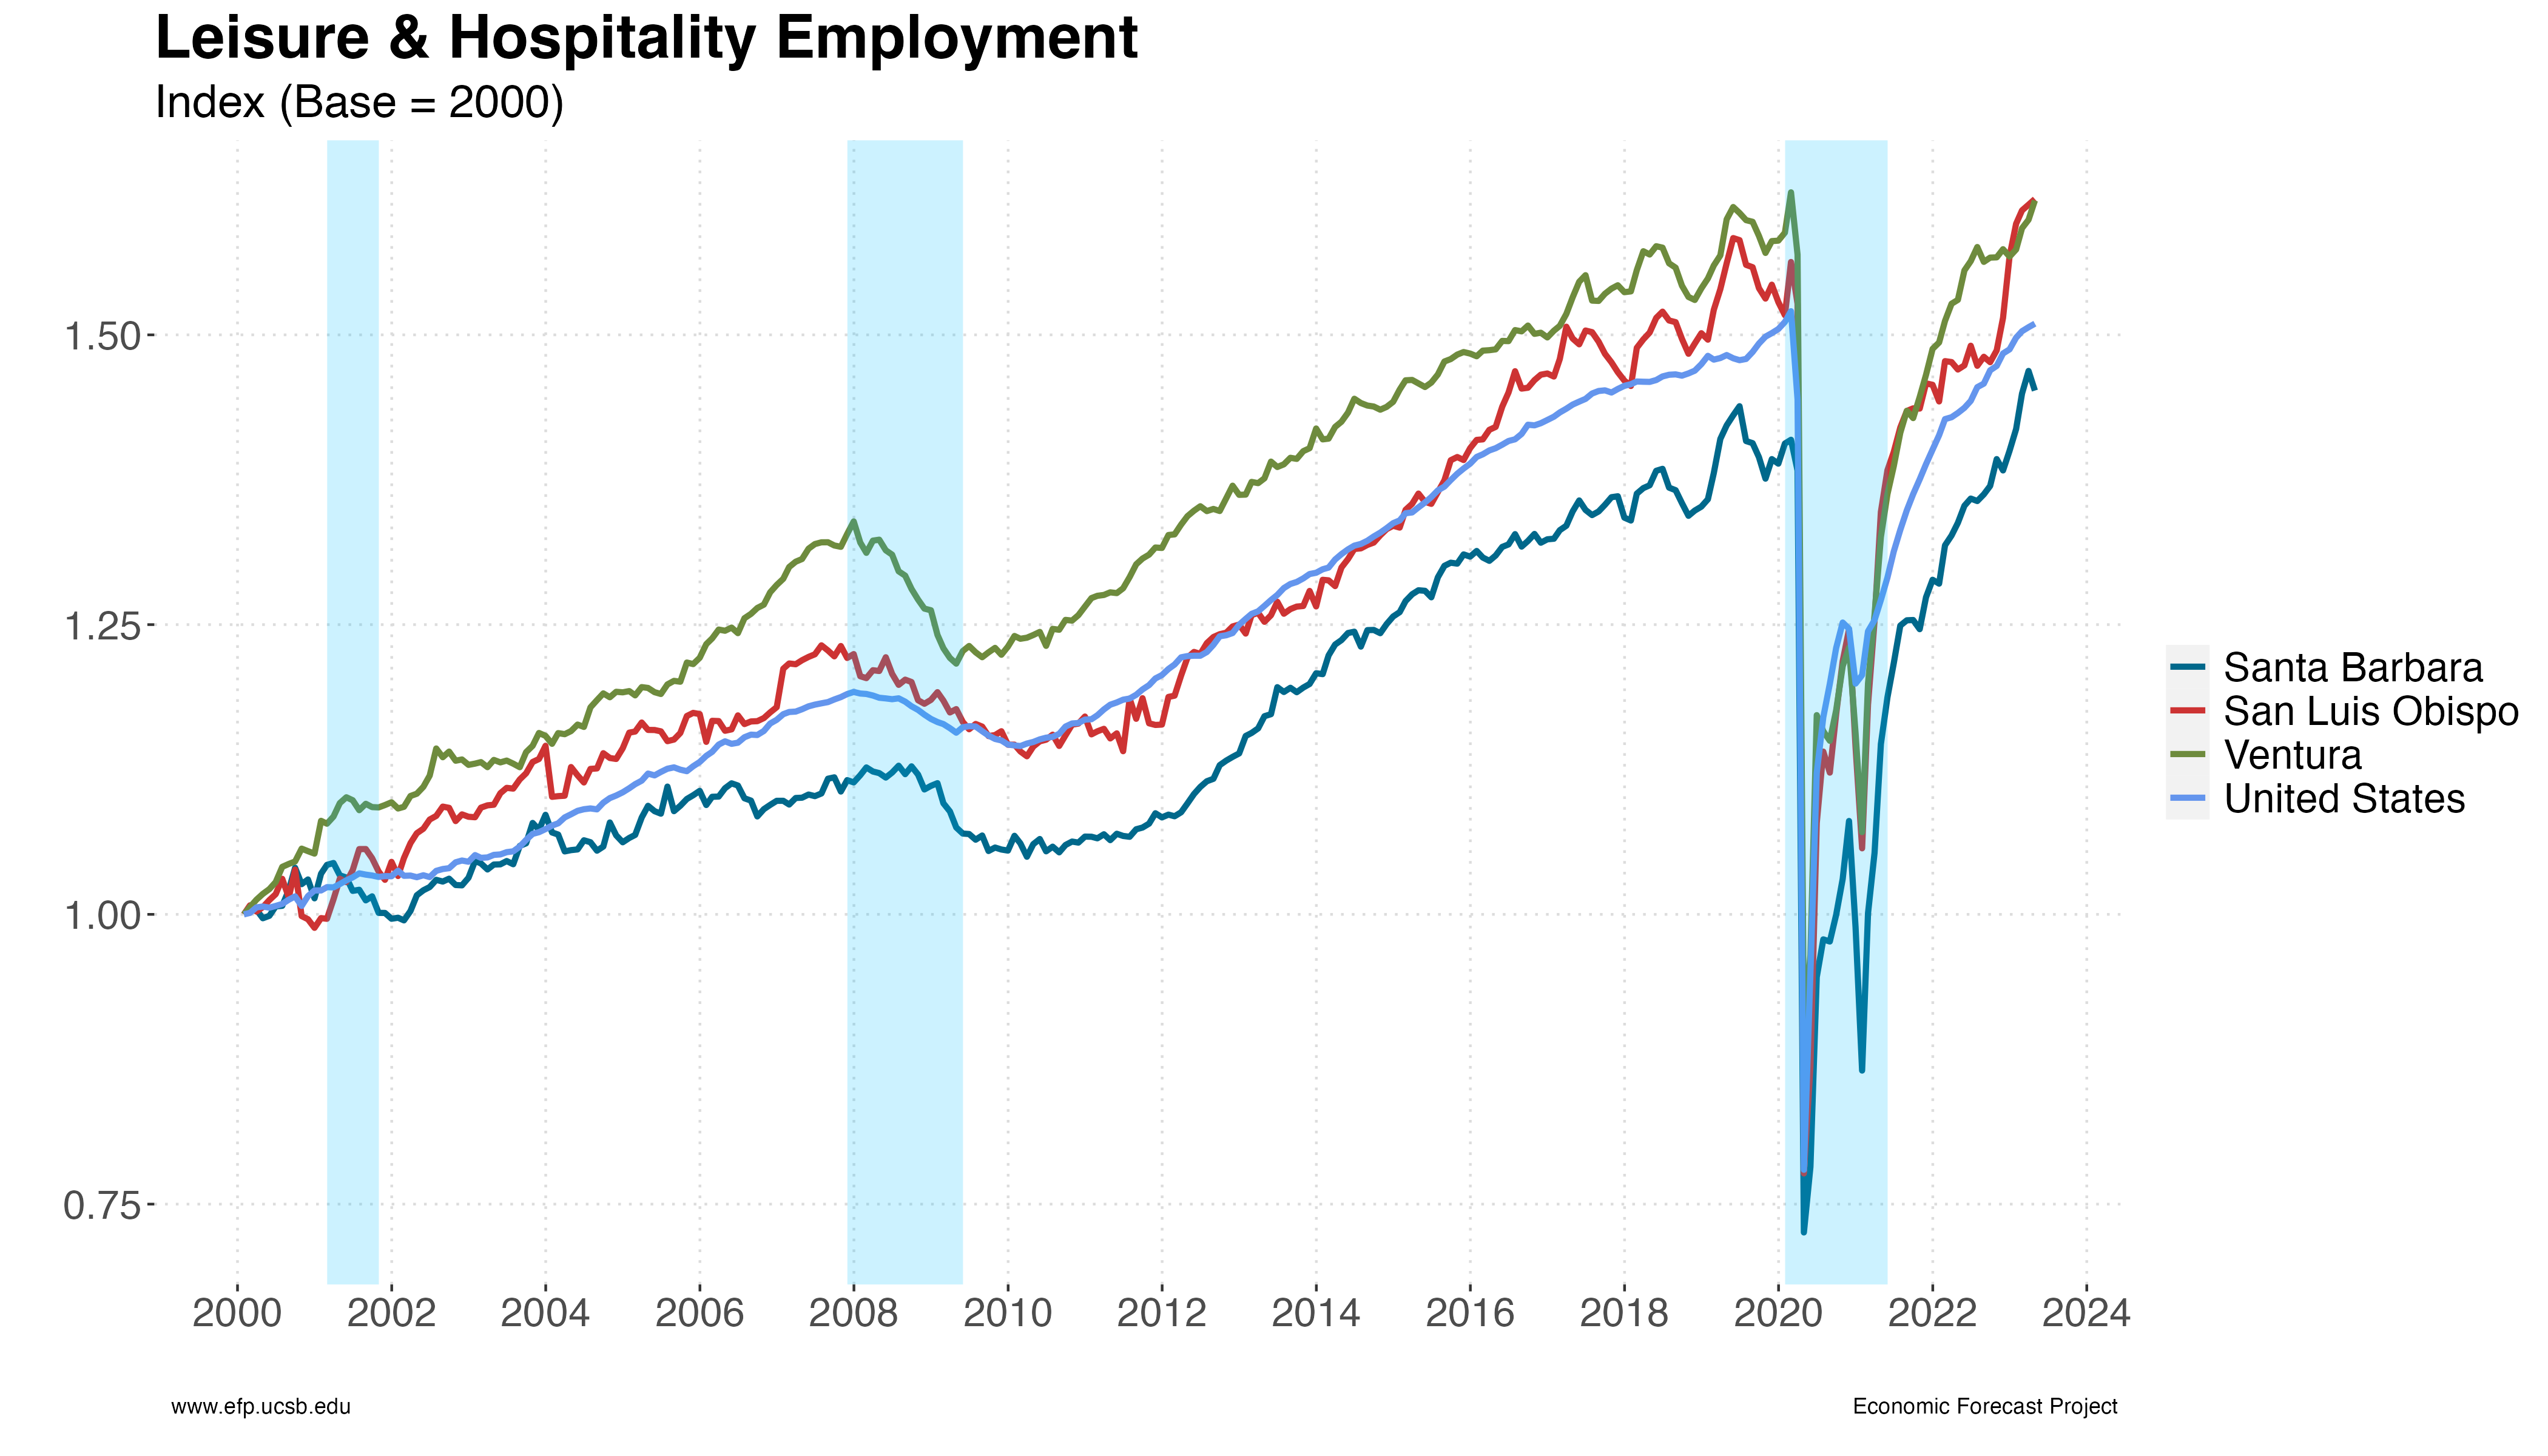 Leisure & Hospitality Employment
Index (Base = 2000)
1.50
1.25
1.00
0.75
2000 2002 2004 2006 2008 2010 2012 2014 2016 2018 2020 2022 2024
Santa Barbara
San Luis Obispo
Ventura
United States
www.efp.ucsb.edu Economic Forecast Project